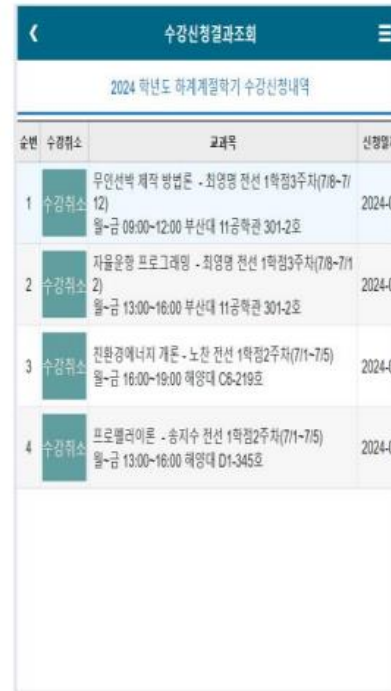 수강신청결과조회
2024 학년도 하계계절학기 수강신청내역
순번 수강취소 교과목 신청일
1 수강취소 무인선박 제작 방법론 - 최영명 전선 1학점3주차(7/8~7/
12)
월~금 09:00~12:00 부산대 11공학관 301-2호 2024-0
2 수강취소 자율운항 프로그래밍 - 최영명 전선 1학점3주차(7/8~7/1
2)
월~금 13:00~16:00 부산대 11공학관 301-2호 2024-0
3 수강취소 친환경에너지 개론 - 노찬 전선 1학점2주차(7/1~7/5)
월~금 16:00~19:00 해양대 C6-219호 2024-0
4 수강취소 프로펠러이론 - 송지수 전선 1학점2주차(7/1~7/5)
월~금 13:00~16:00 해양대 D1-345호 2024-0